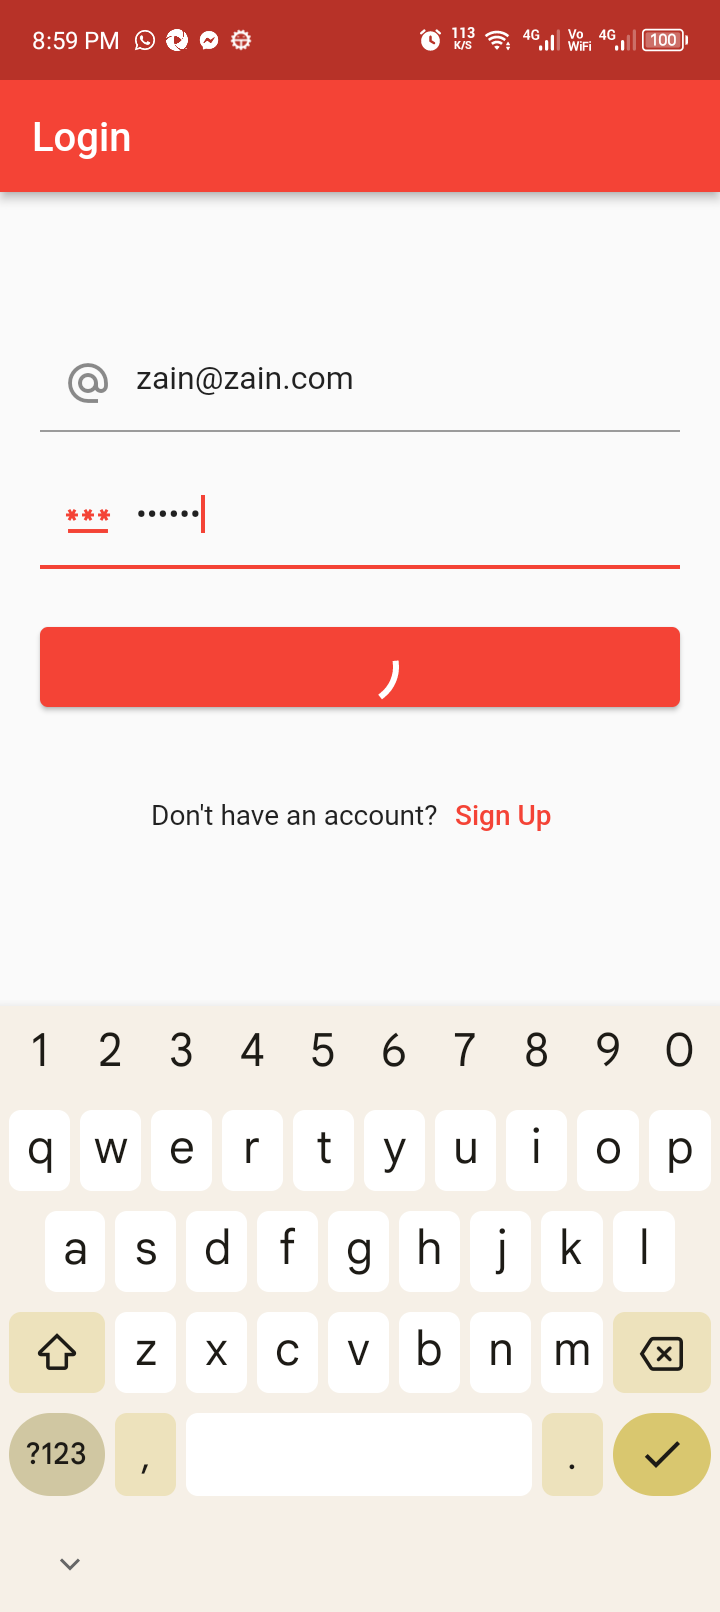 8:59 PM 113 K/S 4G Vo WiFi 4G 100
Login
zain@zain.com
••••••
Don't have an account? Sign Up
1 2 3 4 5 6 7 8 9 0
q w e r t y u i o p
a s d f g h j k l
z x c v b n m
?123 , .